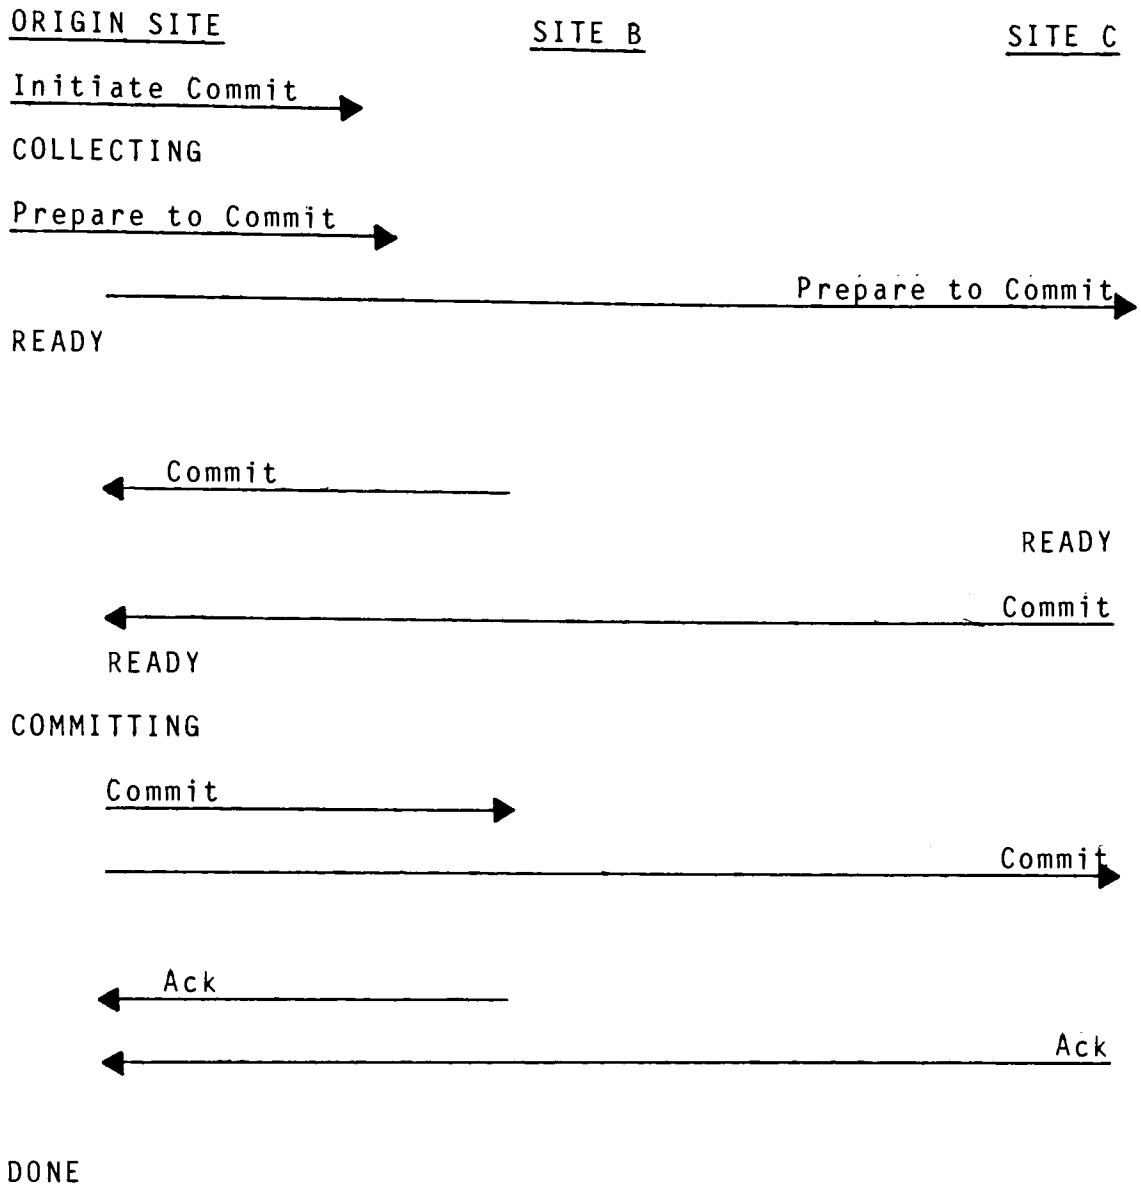 ORIGIN SITE
SITE B
SITE C
Initiate Commit
COLLECTING
Prepare to Commit
Prepare to Commit
READY
Commit
READY
Commit
READY
COMMITTING
Commit
Commit
Ack
Ack
DONE